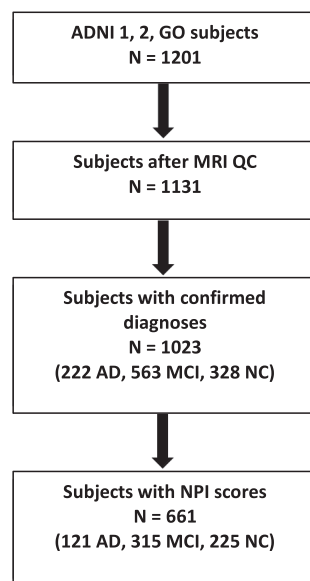 ADNI 1, 2, GO subjects
N = 1201
Subjects after MRI QC
N = 1131
Subjects with confirmed
diagnoses
N = 1023
(222 AD, 563 MCI, 328 NC)
Subjects with NPI scores
N = 661
(121 AD, 315 MCI, 225 NC)